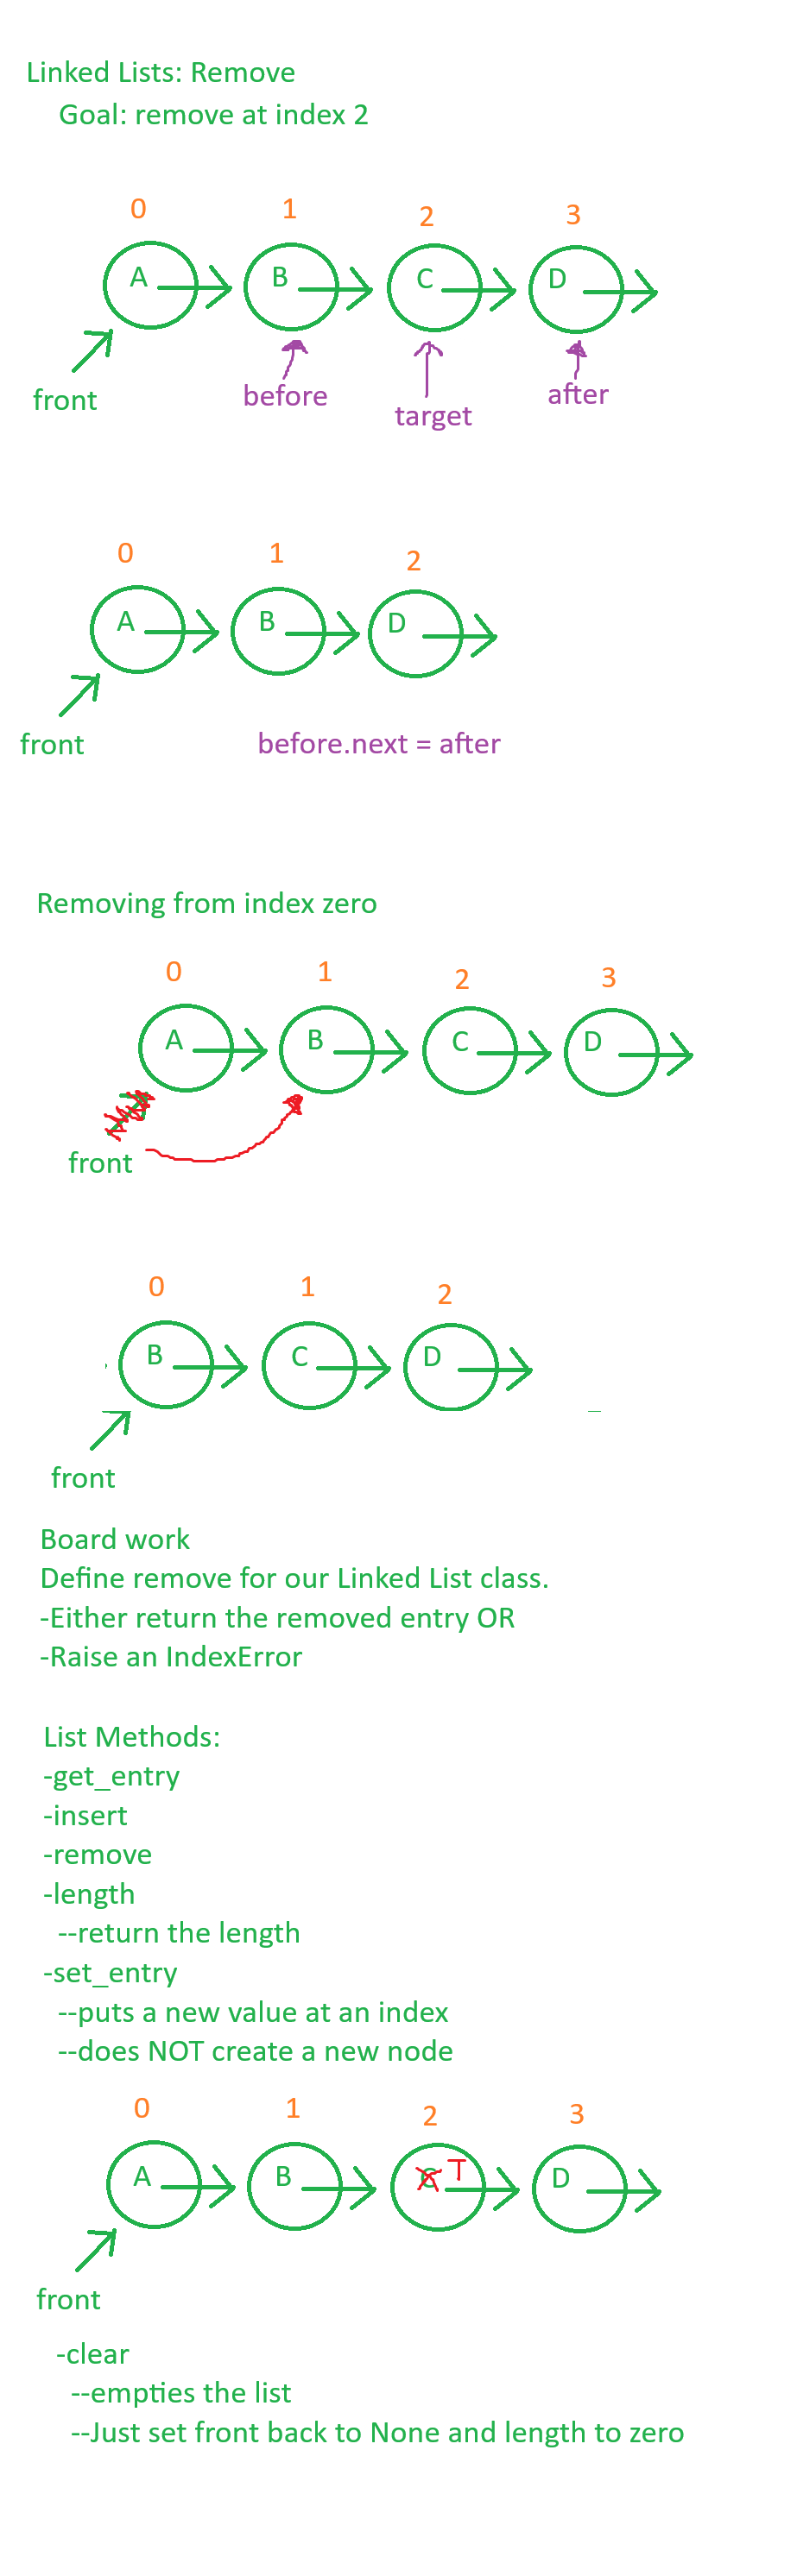 Linked Lists: Remove
Goal: remove at index 2
0 1 2 3
A B C D
front
before
target
after
0 1 2
A B D
front
before.next = after
Removing from index zero
0 1 2 3
A B C D
front
0 1 2
B C D
front
Board work
Define remove for our Linked List class.
-Either return the removed entry OR
-Raise an IndexError
List Methods:
-get_entry
-insert
-remove
-length
--return the length
-set_entry
--puts a new value at an index
--does NOT create a new node
0 1 2 3
A B C T D
front
-clear
--empties the list
--Just set front back to None and length to zero